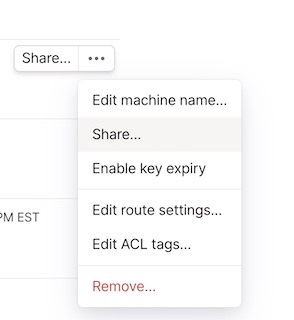 Share...
Edit machine name...
Share...
Enable key expiry
PM EST
Edit route settings...
Edit ACL tags...
Remove...